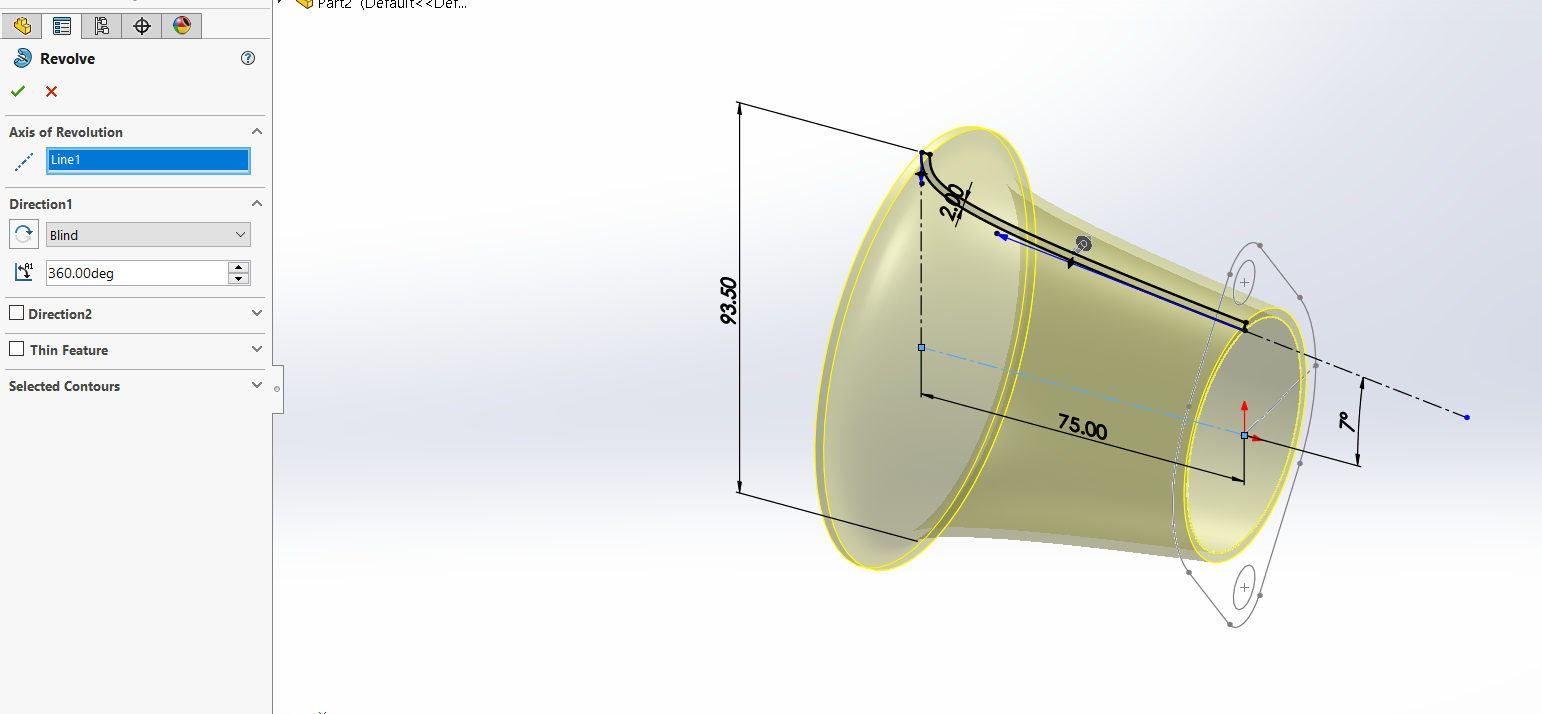 Part2 (Default<<Def...
Revolve
Axis of Revolution
Line1
Direction1
Blind
360.00deg
Direction2
Thin Feature
Selected Contours
93.50
2.00
75.00
7°